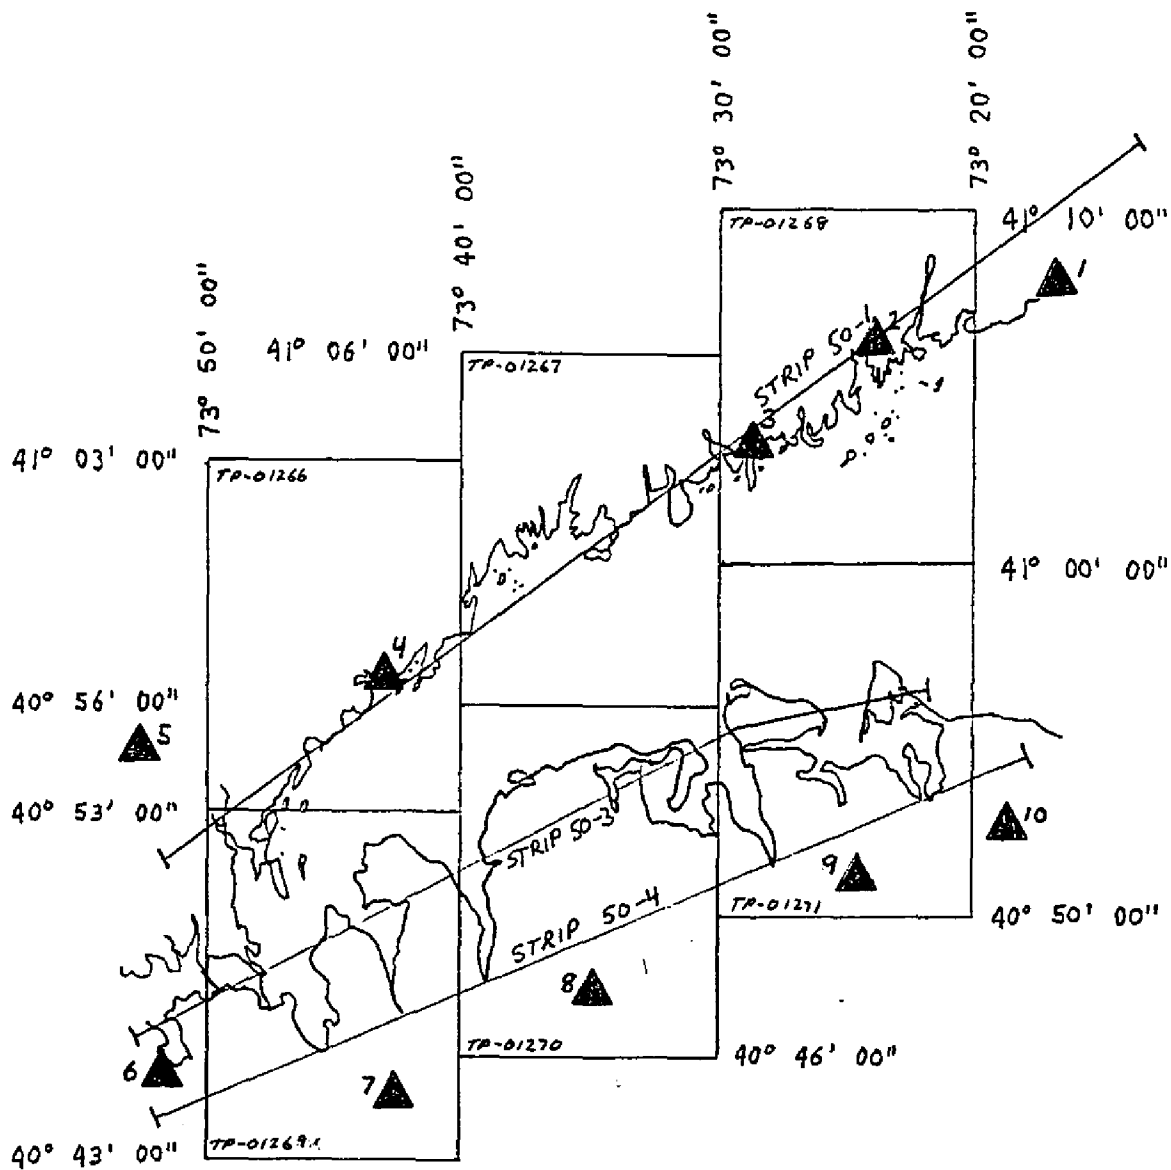 73° 30' 00"
73° 20' 00"
73° 40' 00"
73° 50' 00"
TP-01268
41° 10' 00"
1
STRIP 50-1
2
41° 06' 00"
TP-01267
3
41° 03' 00"
TP-01266
41° 00' 00"
4
40° 56' 00"
5
40° 53' 00"
STRIP 50-3
10
9
TP-01271
40° 50' 00"
STRIP 50-4
8
TP-01270
40° 46' 00"
6
7
40° 43' 00"
TP-01269